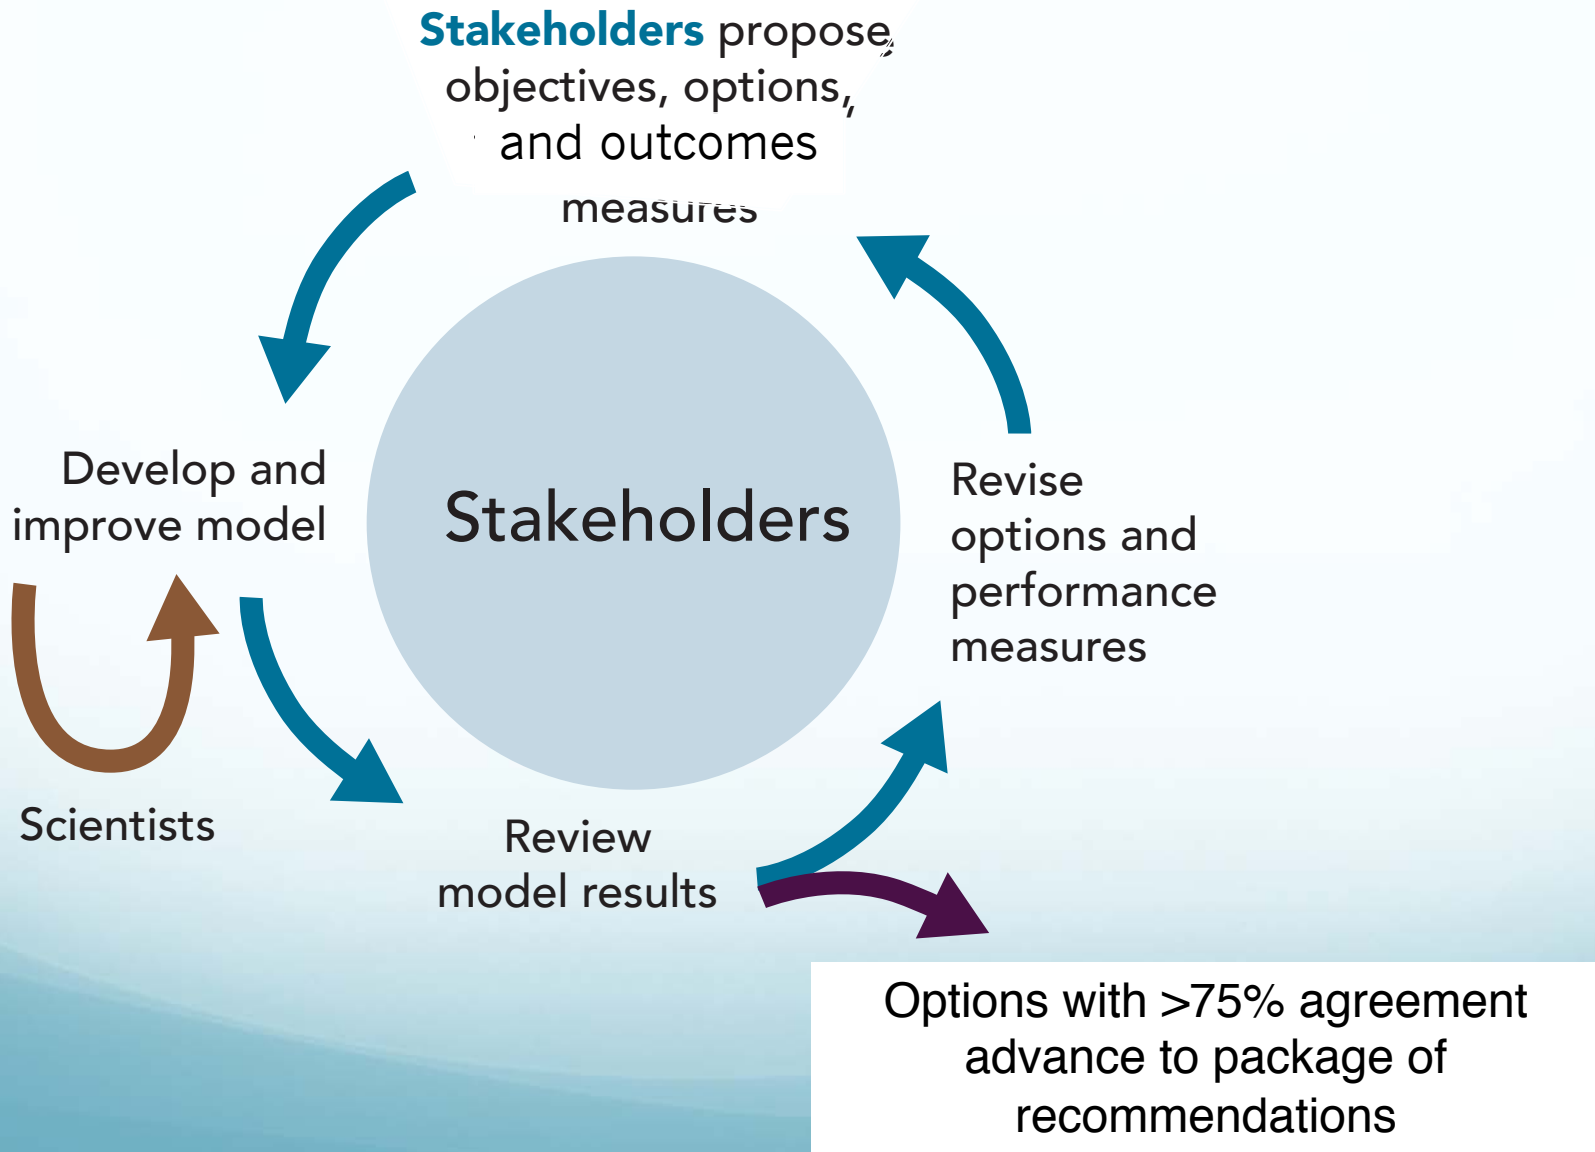 Stakeholders propose
objectives, options,
and outcomes
measures
Develop and
improve model
Stakeholders
Revise
options and
performance
measures
Scientists
Review
model results
Options with >75% agreement
advance to package of
recommendations